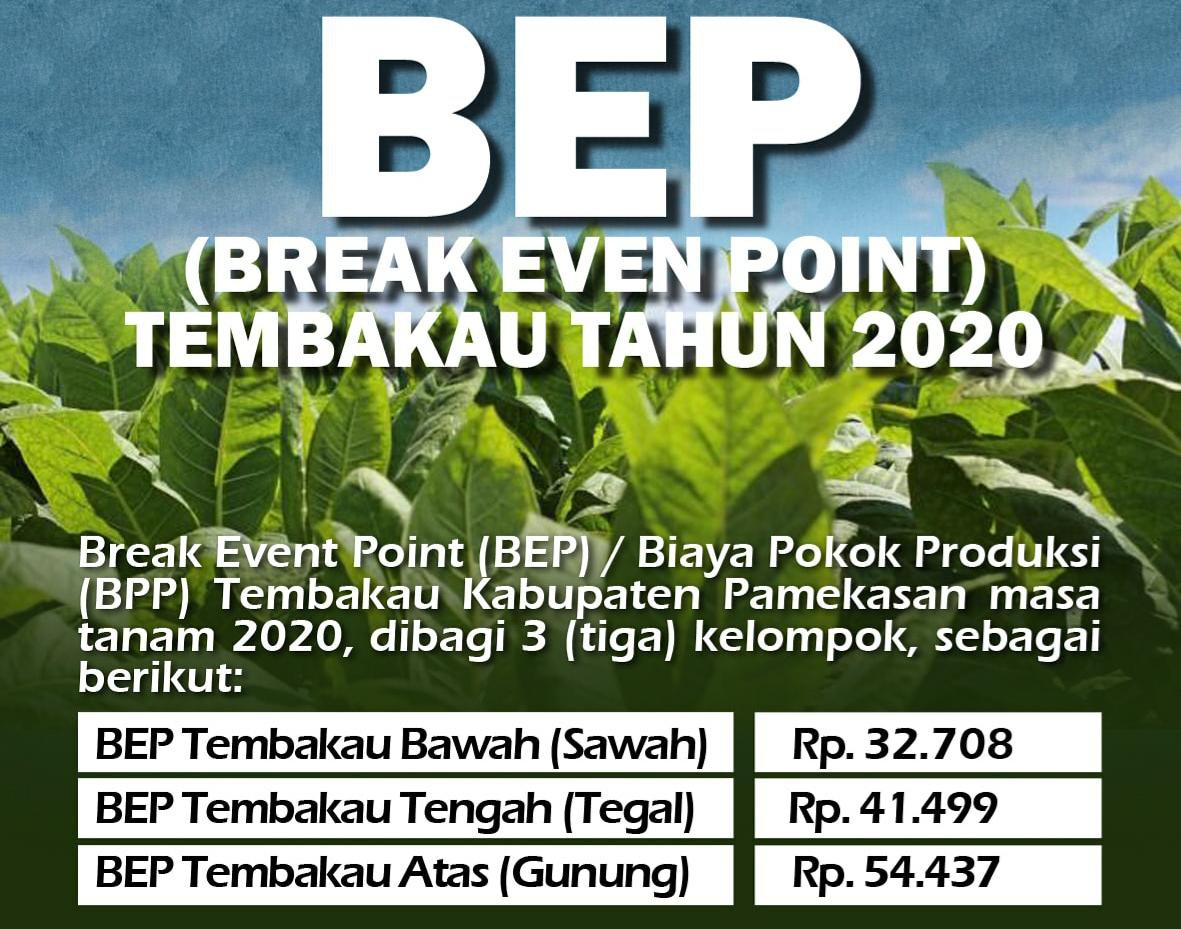 BEP
(BREAK EVEN POINT)
TEMBAKAU TAHUN 2020
Break Event Point (BEP) / Biaya Pokok Produksi
(BPP) Tembakau Kabupaten Pamekasan masa
tanam 2020, dibagi 3 (tiga) kelompok, sebagai
berikut:
BEP Tembakau Bawah (Sawah) Rp. 32.708
BEP Tembakau Tengah (Tegal) Rp. 41.499
BEP Tembakau Atas (Gunung) Rp. 54.437